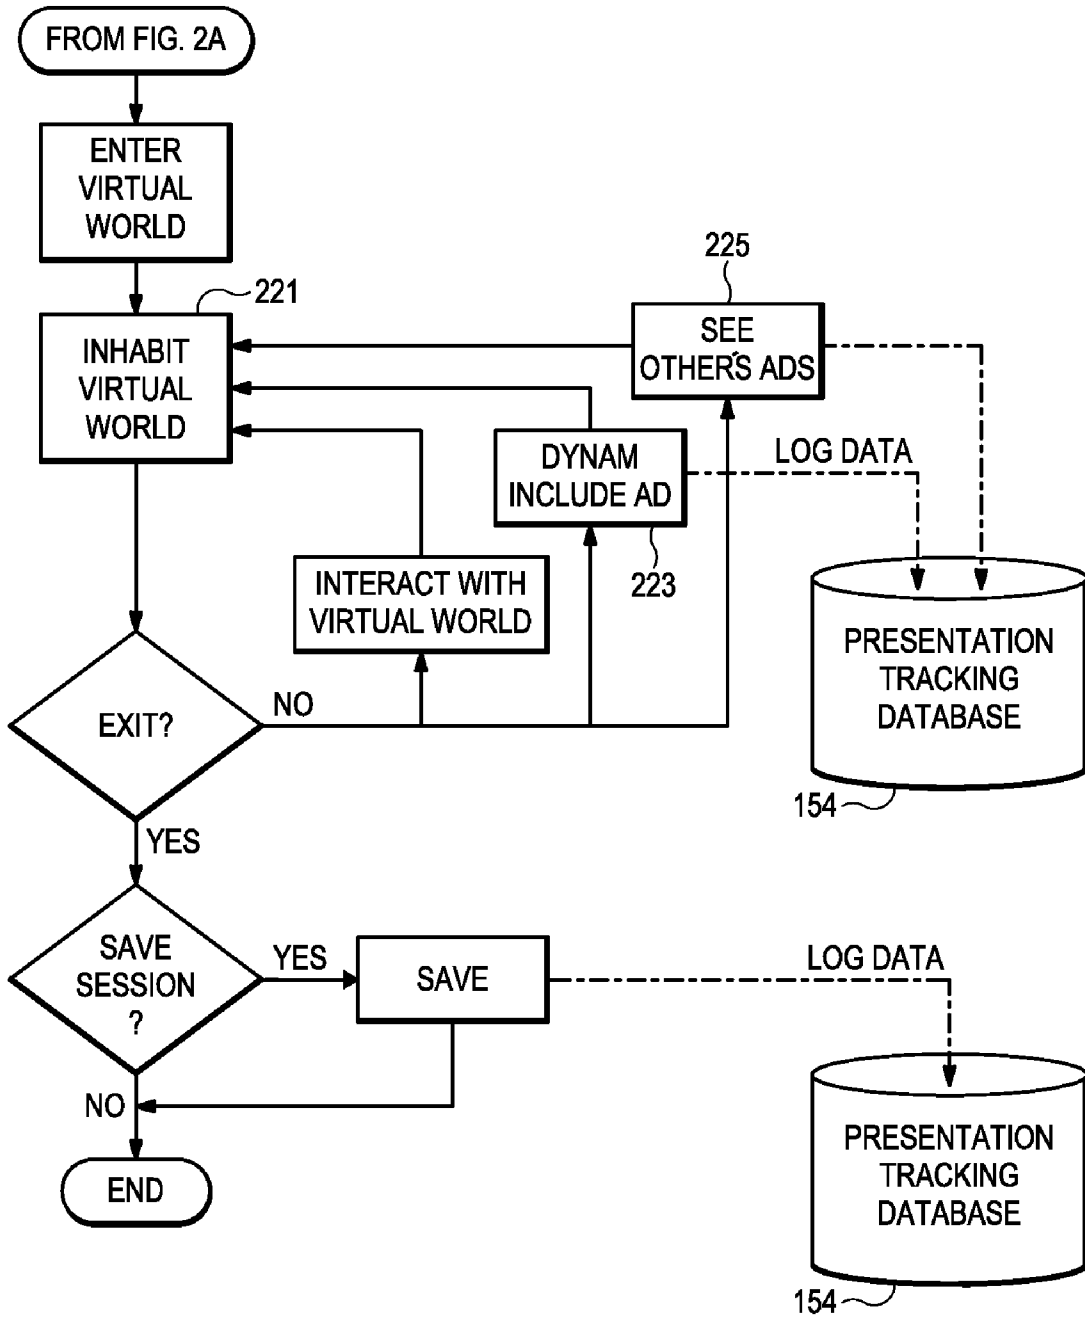 FROM FIG. 2A
ENTER
VIRTUAL
WORLD
221
INHABIT
VIRTUAL
WORLD
225
SEE
OTHER'S ADS
DYNAM
INCLUDE AD
223
LOG DATA
INTERACT WITH
VIRTUAL WORLD
PRESENTATION
TRACKING
DATABASE
154
EXIT?
NO
YES
SAVE
SESSION
?
YES
SAVE
LOG DATA
NO
END
PRESENTATION
TRACKING
DATABASE
154